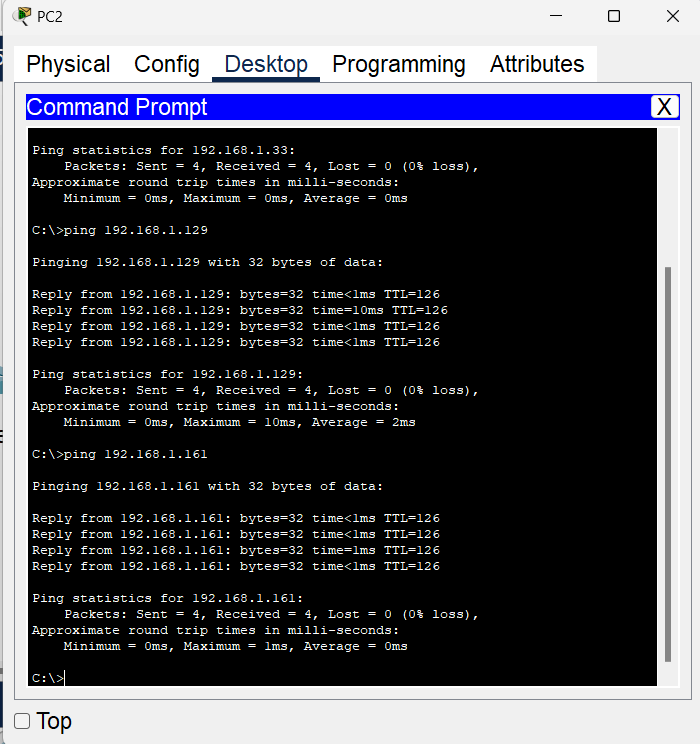 PC2
Physical Config Desktop Programming Attributes
Command Prompt X
Ping statistics for 192.168.1.33:
    Packets: Sent = 4, Received = 4, Lost = 0 (0% loss),
Approximate round trip times in milli-seconds:
    Minimum = 0ms, Maximum = 0ms, Average = 0ms
C:\>ping 192.168.1.129
Pinging 192.168.1.129 with 32 bytes of data:
Reply from 192.168.1.129: bytes=32 time<1ms TTL=126
Reply from 192.168.1.129: bytes=32 time=10ms TTL=126
Reply from 192.168.1.129: bytes=32 time<1ms TTL=126
Reply from 192.168.1.129: bytes=32 time<1ms TTL=126
Ping statistics for 192.168.1.129:
    Packets: Sent = 4, Received = 4, Lost = 0 (0% loss),
Approximate round trip times in milli-seconds:
    Minimum = 0ms, Maximum = 10ms, Average = 2ms
C:\>ping 192.168.1.161
Pinging 192.168.1.161 with 32 bytes of data:
Reply from 192.168.1.161: bytes=32 time<1ms TTL=126
Reply from 192.168.1.161: bytes=32 time<1ms TTL=126
Reply from 192.168.1.161: bytes=32 time=1ms TTL=126
Reply from 192.168.1.161: bytes=32 time<1ms TTL=126
Ping statistics for 192.168.1.161:
    Packets: Sent = 4, Received = 4, Lost = 0 (0% loss),
Approximate round trip times in milli-seconds:
    Minimum = 0ms, Maximum = 1ms, Average = 0ms
C:\>
Top